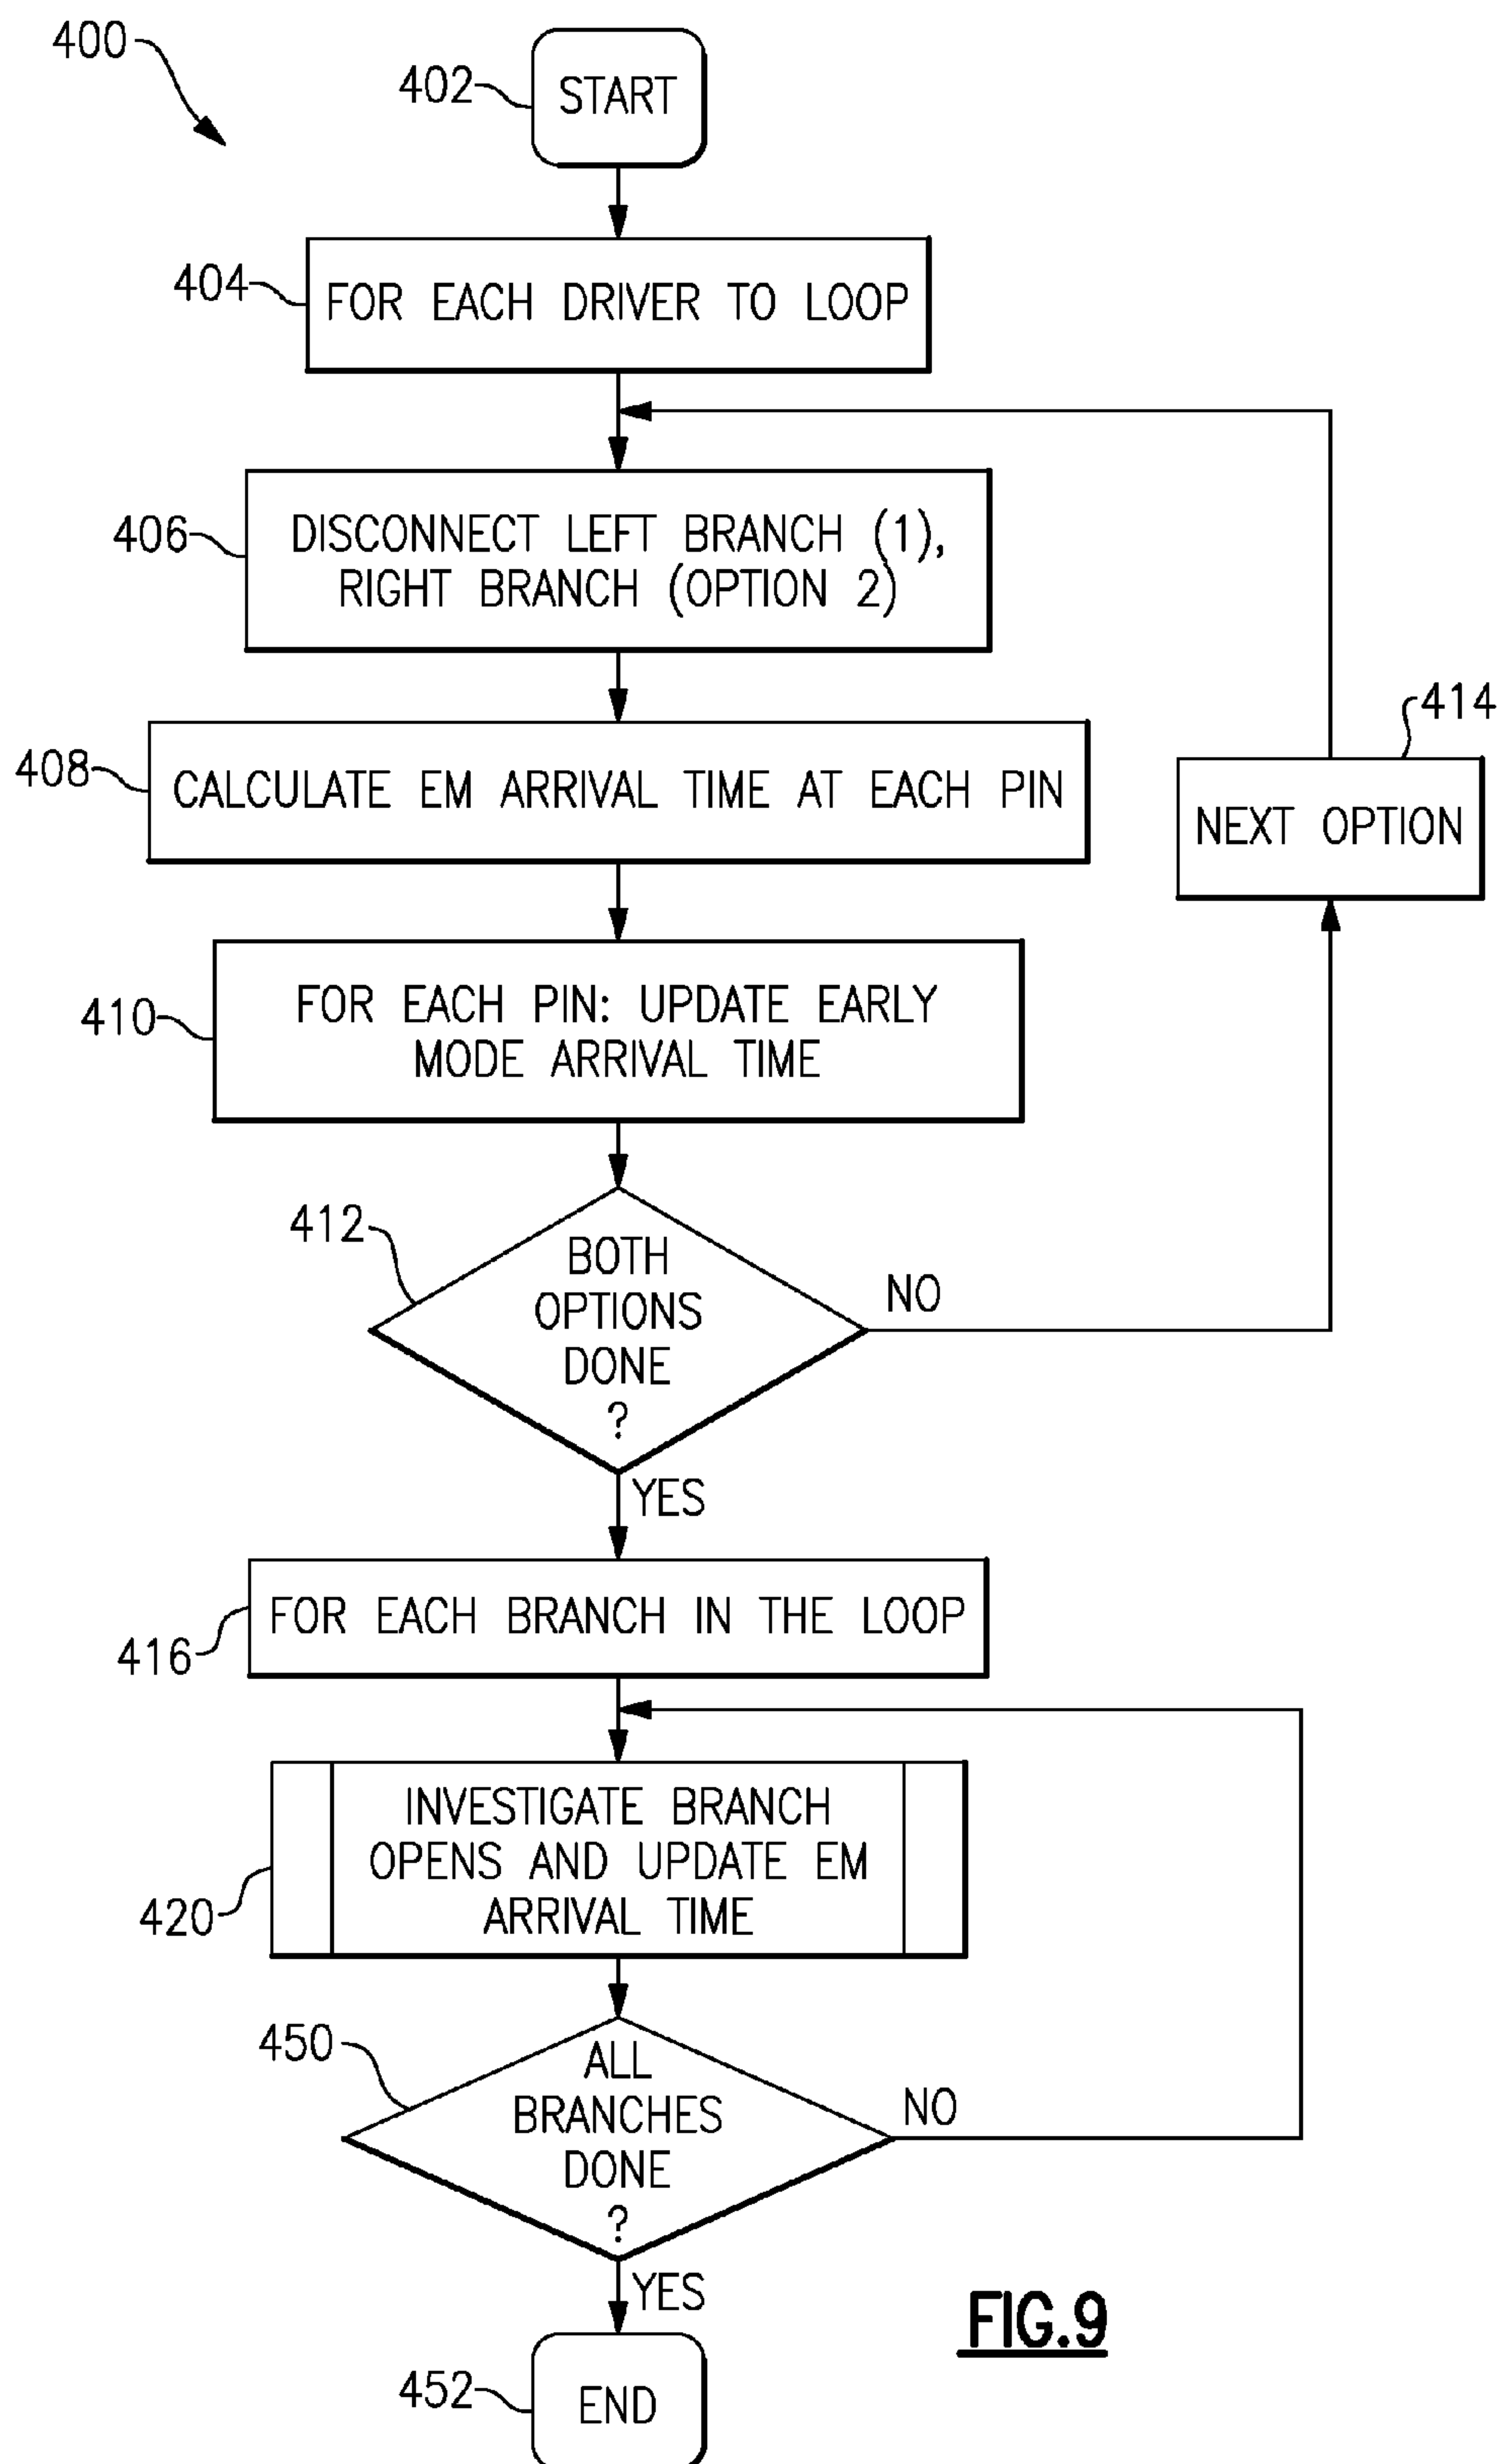 400
402
START
404
FOR EACH DRIVER TO LOOP
406
DISCONNECT LEFT BRANCH (1),
RIGHT BRANCH (OPTION 2)
414
408
CALCULATE EM ARRIVAL TIME AT EACH PIN
NEXT OPTION
410
FOR EACH PIN: UPDATE EARLY
MODE ARRIVAL TIME
412
BOTH
OPTIONS
DONE
?
NO
YES
FOR EACH BRANCH IN THE LOOP
416
INVESTIGATE BRANCH
OPENS AND UPDATE EM
ARRIVAL TIME
420
450
ALL
BRANCHES
DONE
?
NO
YES
452
END
FIG.9